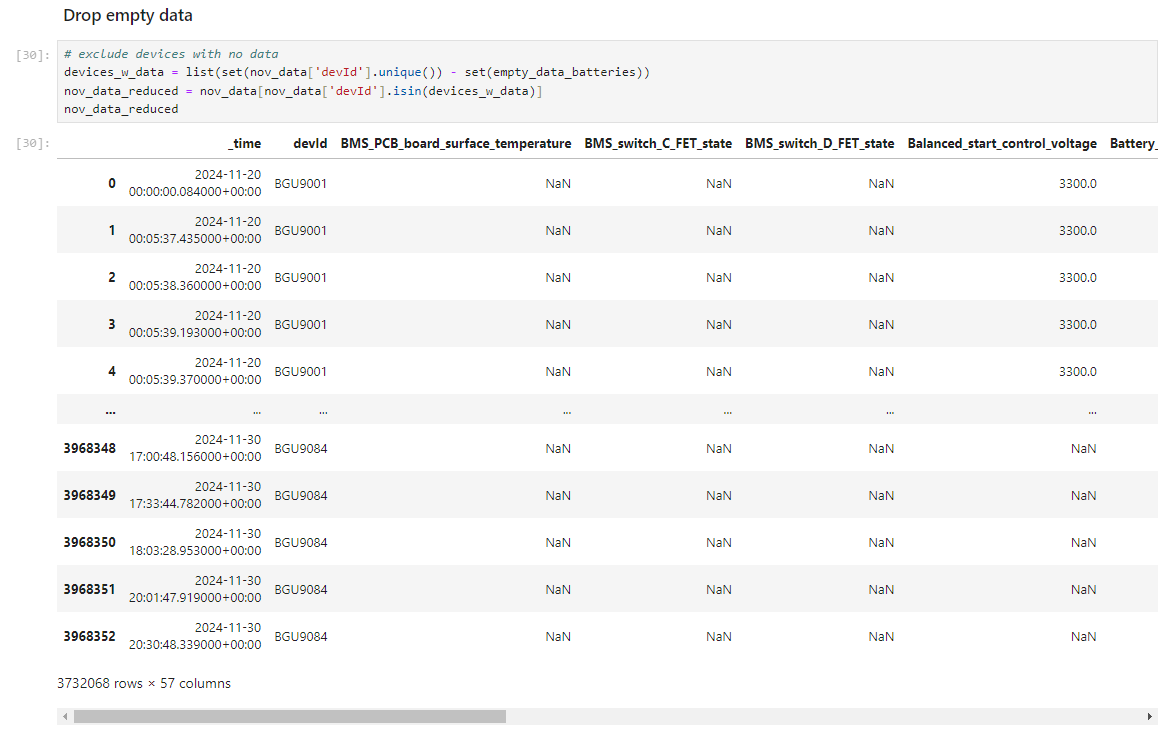 Drop empty data
[30]: # exclude devices with no data
devices_w_data = list(set(nov_data['devId'].unique()) - set(empty_data_batteries))
nov_data_reduced = nov_data[nov_data['devId'].isin(devices_w_data)]
nov_data_reduced
[30]: _time devId BMS_PCB_board_surface_temperature BMS_switch_C_FET_state BMS_switch_D_FET_state Balanced_start_control_voltage Battery_
0 2024-11-20 00:00:00.084000+00:00 BGU9001 NaN NaN NaN 3300.0
1 2024-11-20 00:05:37.435000+00:00 BGU9001 NaN NaN NaN 3300.0
2 2024-11-20 00:05:38.360000+00:00 BGU9001 NaN NaN NaN 3300.0
3 2024-11-20 00:05:39.193000+00:00 BGU9001 NaN NaN NaN 3300.0
4 2024-11-20 00:05:39.370000+00:00 BGU9001 NaN NaN NaN 3300.0
... ... ... ... ... ... ...
3968348 2024-11-30 17:00:48.156000+00:00 BGU9084 NaN NaN NaN NaN
3968349 2024-11-30 17:33:44.782000+00:00 BGU9084 NaN NaN NaN NaN
3968350 2024-11-30 18:03:28.953000+00:00 BGU9084 NaN NaN NaN NaN
3968351 2024-11-30 20:01:47.919000+00:00 BGU9084 NaN NaN NaN NaN
3968352 2024-11-30 20:30:48.339000+00:00 BGU9084 NaN NaN NaN NaN
3732068 rows × 57 columns